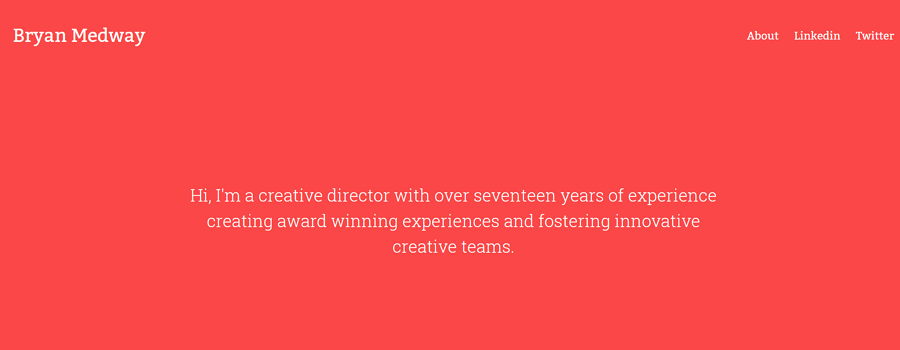 Bryan Medway
About Linkedin Twitter
Hi, I'm a creative director with over seventeen years of experience
creating award winning experiences and fostering innovative
creative teams.